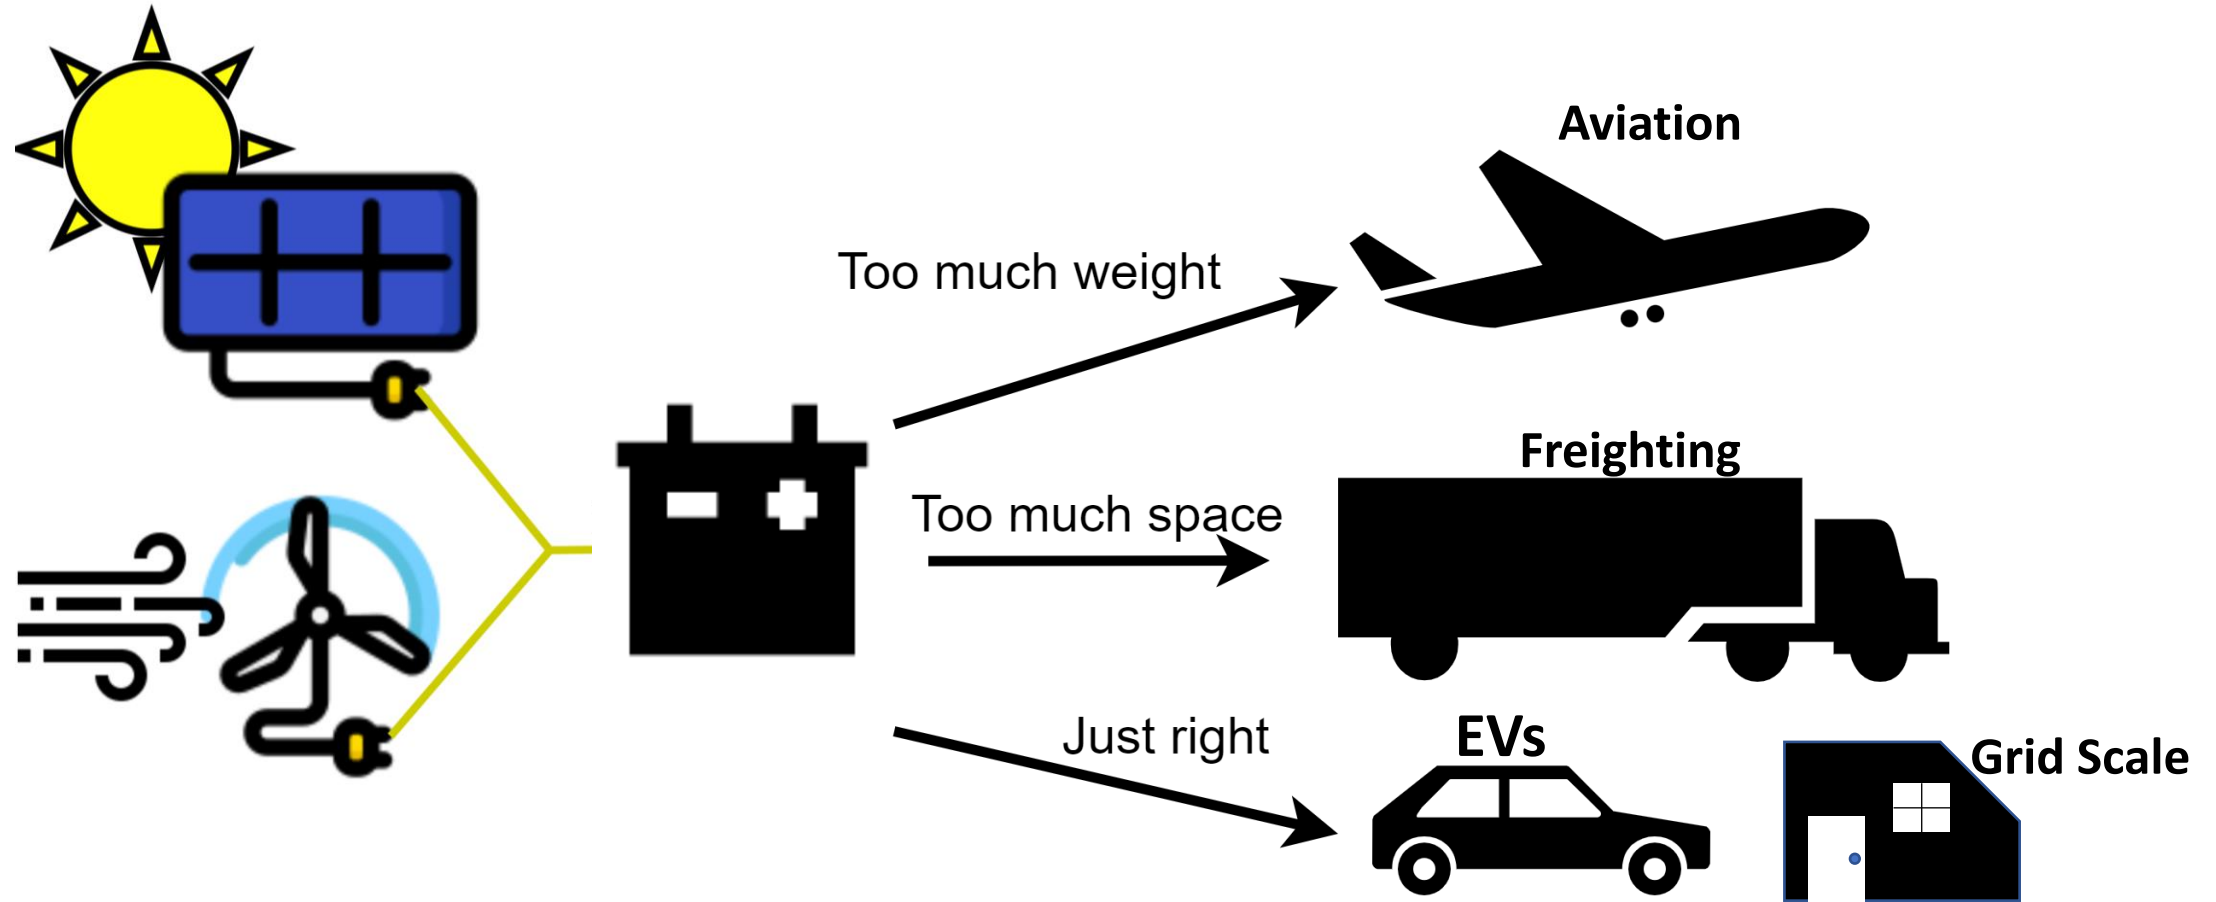 Aviation
Too much weight
Freighting
Too much space
EVs
Just right
Grid Scale